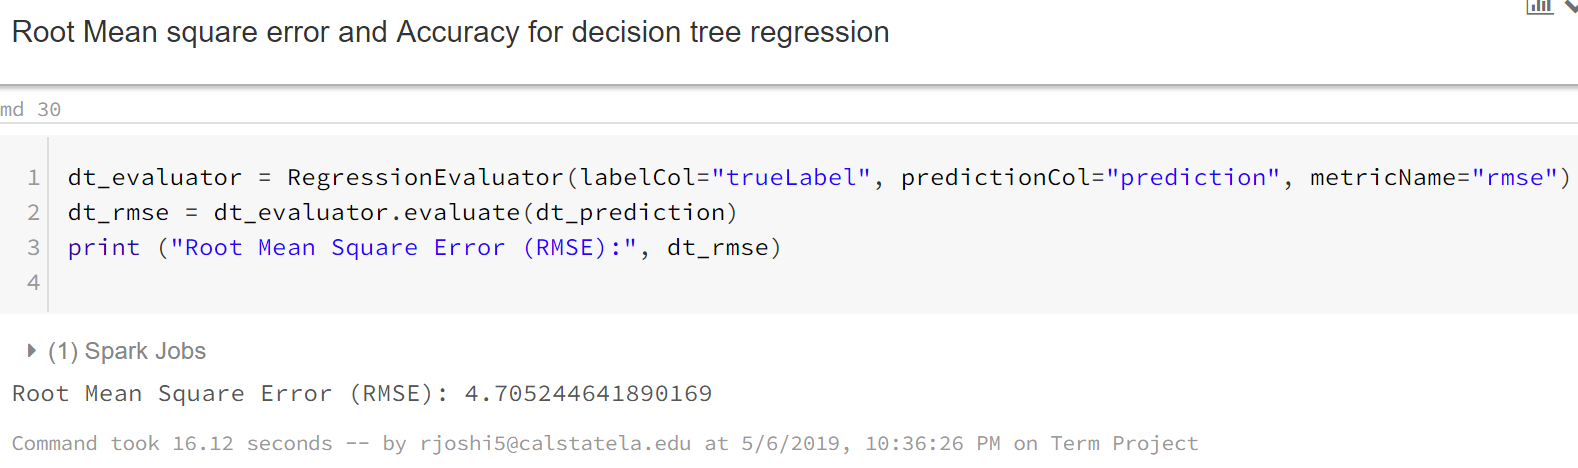 Root Mean square error and Accuracy for decision tree regression
md 30
1 dt_evaluator = RegressionEvaluator(labelCol="trueLabel", predictionCol="prediction", metricName="rmse")
2 dt_rmse = dt_evaluator.evaluate(dt_prediction)
3 print ("Root Mean Square Error (RMSE):", dt_rmse)
4
(1) Spark Jobs
Root Mean Square Error (RMSE): 4.705244641890169
Command took 16.12 seconds -- by rjoshi5@calstatela.edu at 5/6/2019, 10:36:26 PM on Term Project